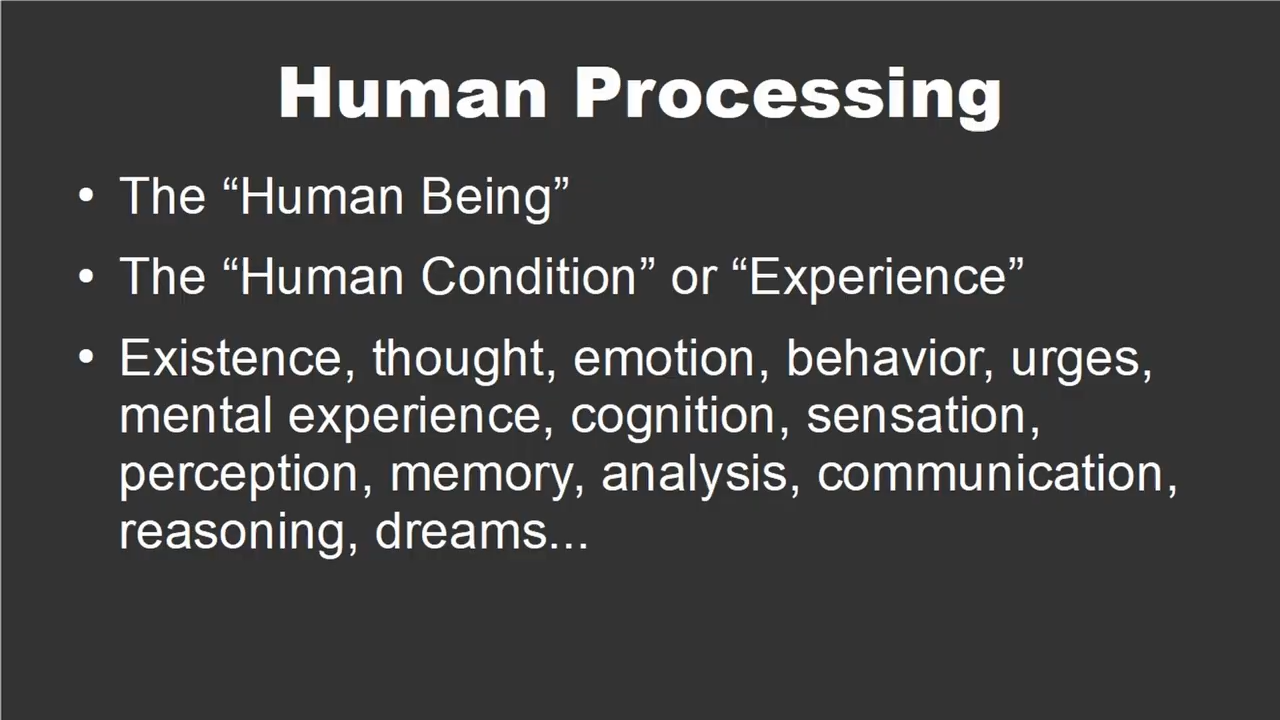 Human Processing
• The “Human Being”
• The “Human Condition” or “Experience”
• Existence, thought, emotion, behavior, urges,
mental experience, cognition, sensation,
perception, memory, analysis, communication,
reasoning, dreams...